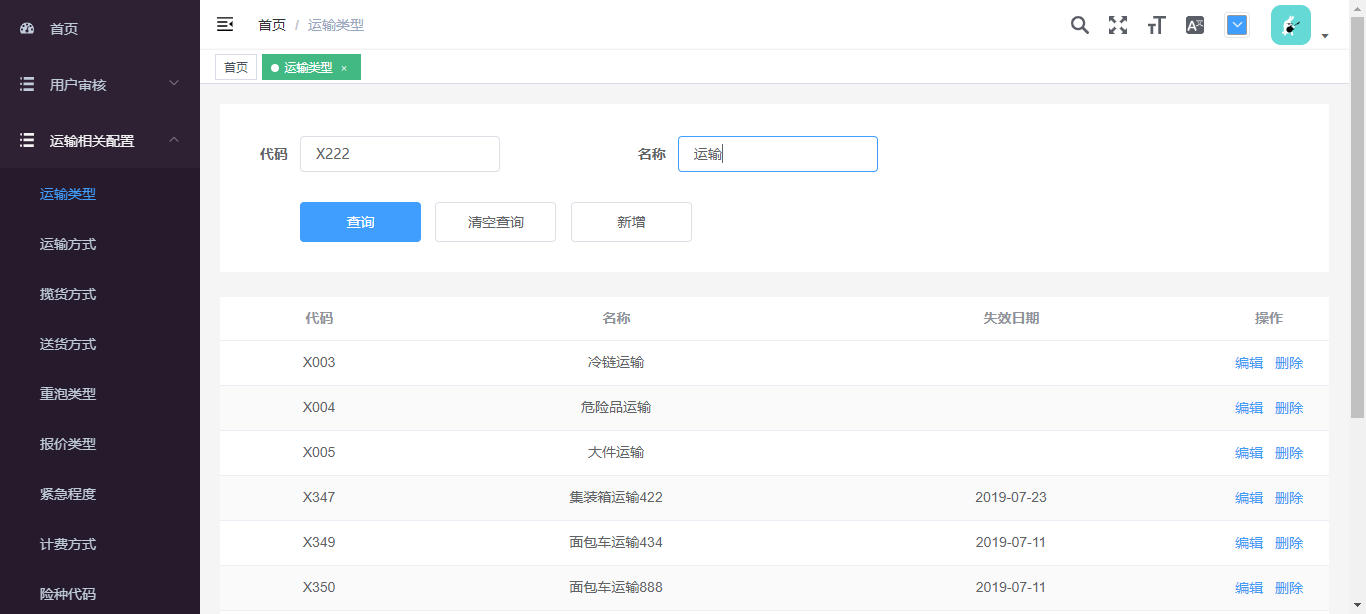 首页
用户审核
运输相关配置
运输类型
运输方式
揽货方式
送货方式
重泡类型
报价类型
紧急程度
计费方式
险种代码
首页 / 运输类型
首页 运输类型 ×
代码 X222 名称 运输
查询 清空查询 新增
代码 名称 失效日期 操作
X003 冷链运输 编辑 删除
X004 危险品运输 编辑 删除
X005 大件运输 编辑 删除
X347 集装箱运输422 2019-07-23 编辑 删除
X349 面包车运输434 2019-07-11 编辑 删除
X350 面包车运输888 2019-07-11 编辑 删除